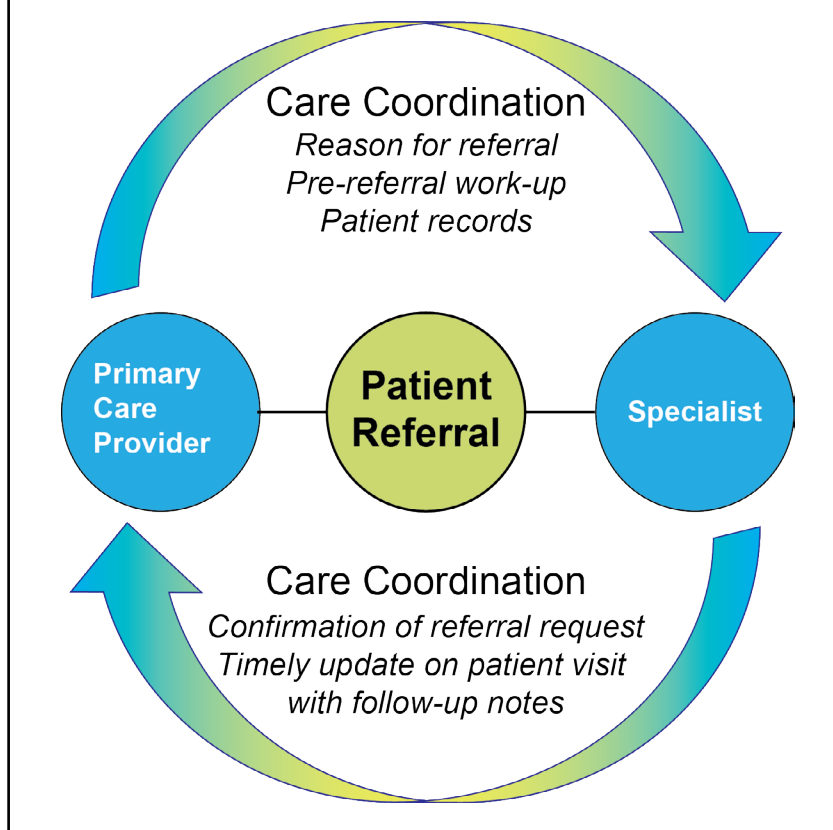 Care Coordination
Reason for referral
Pre-referral work-up
Patient records
Primary
Care
Provider
Patient
Referral
Specialist
Care Coordination
Confirmation of referral request
Timely update on patient visit
with follow-up notes